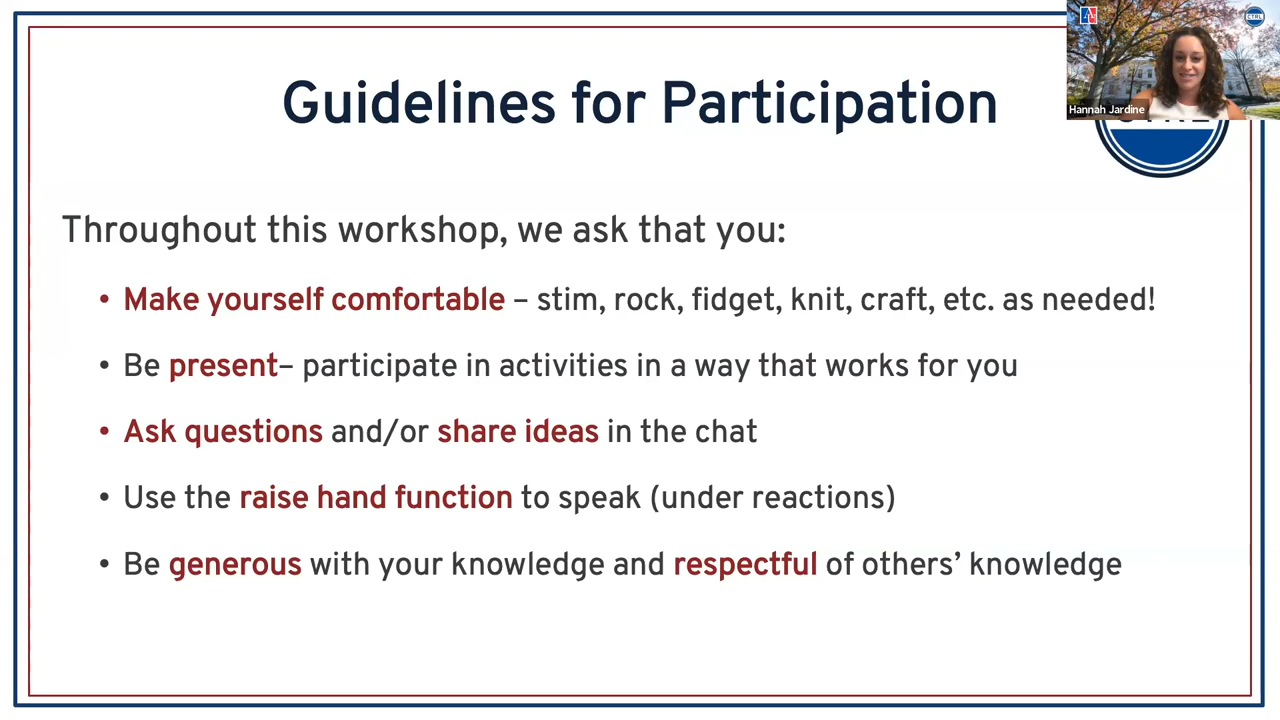 Guidelines for Participation
CTRL
Hannah Jardine
Throughout this workshop, we ask that you:
• Make yourself comfortable – stim, rock, fidget, knit, craft, etc. as needed!
• Be present– participate in activities in a way that works for you
• Ask questions and/or share ideas in the chat
• Use the raise hand function to speak (under reactions)
• Be generous with your knowledge and respectful of others’ knowledge